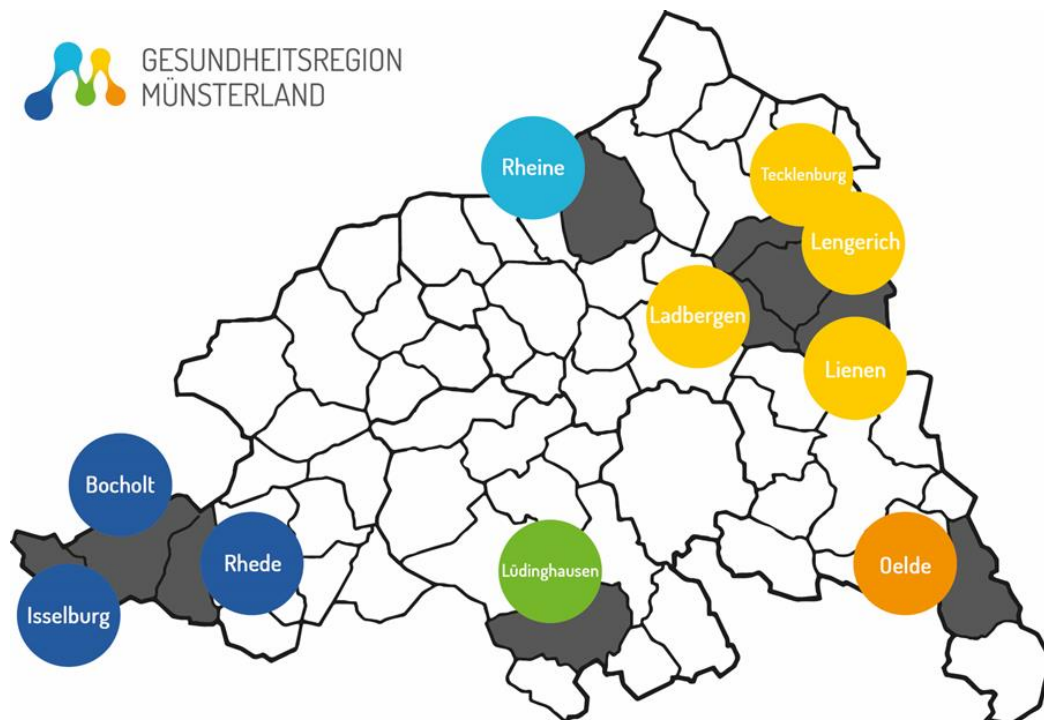 GESUNDHEITSREGION
MÜNSTERLAND
Rheine
Tecklenburg
Lengerich
Ladbergen
Lienen
Bocholt
Rhede
Isselburg
Lüdinghausen
Oelde